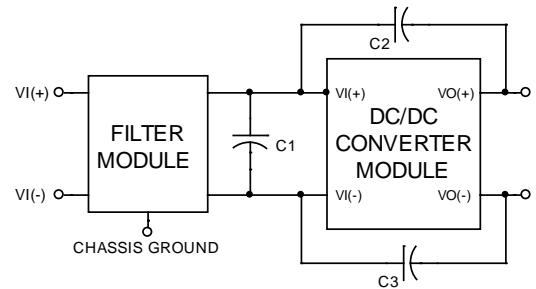 C2
VI(+)
FILTER
MODULE
C1
VI(+)
VO(+)
DC/DC
CONVERTER
MODULE
VI(-)
VI(-)
VO(-)
CHASSIS GROUND
C3